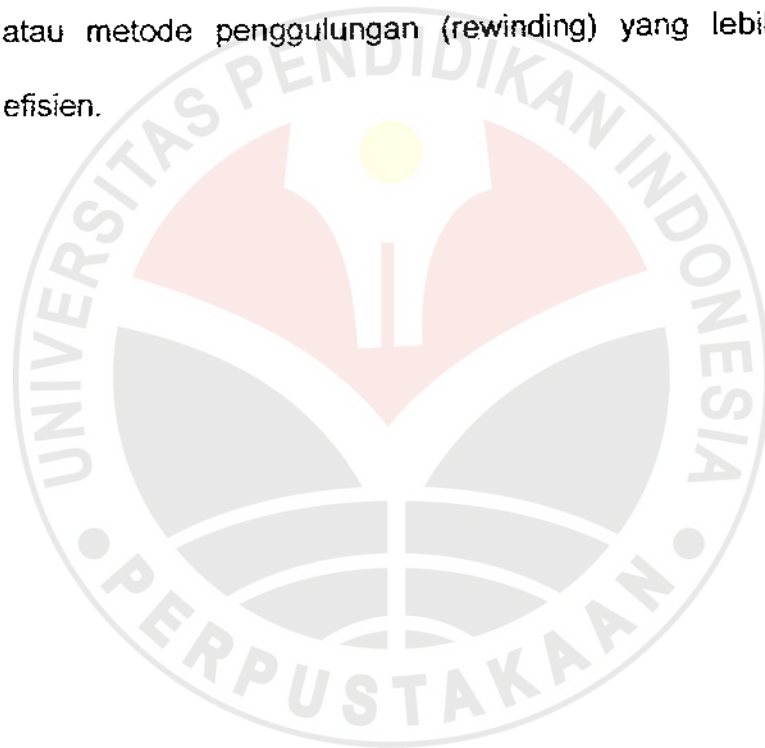 atau metode penggulungan (rewinding) yang
efisien.
UNIVERSITAS PENDIDIKAN INDONESIA
PERPUSTAKAAN